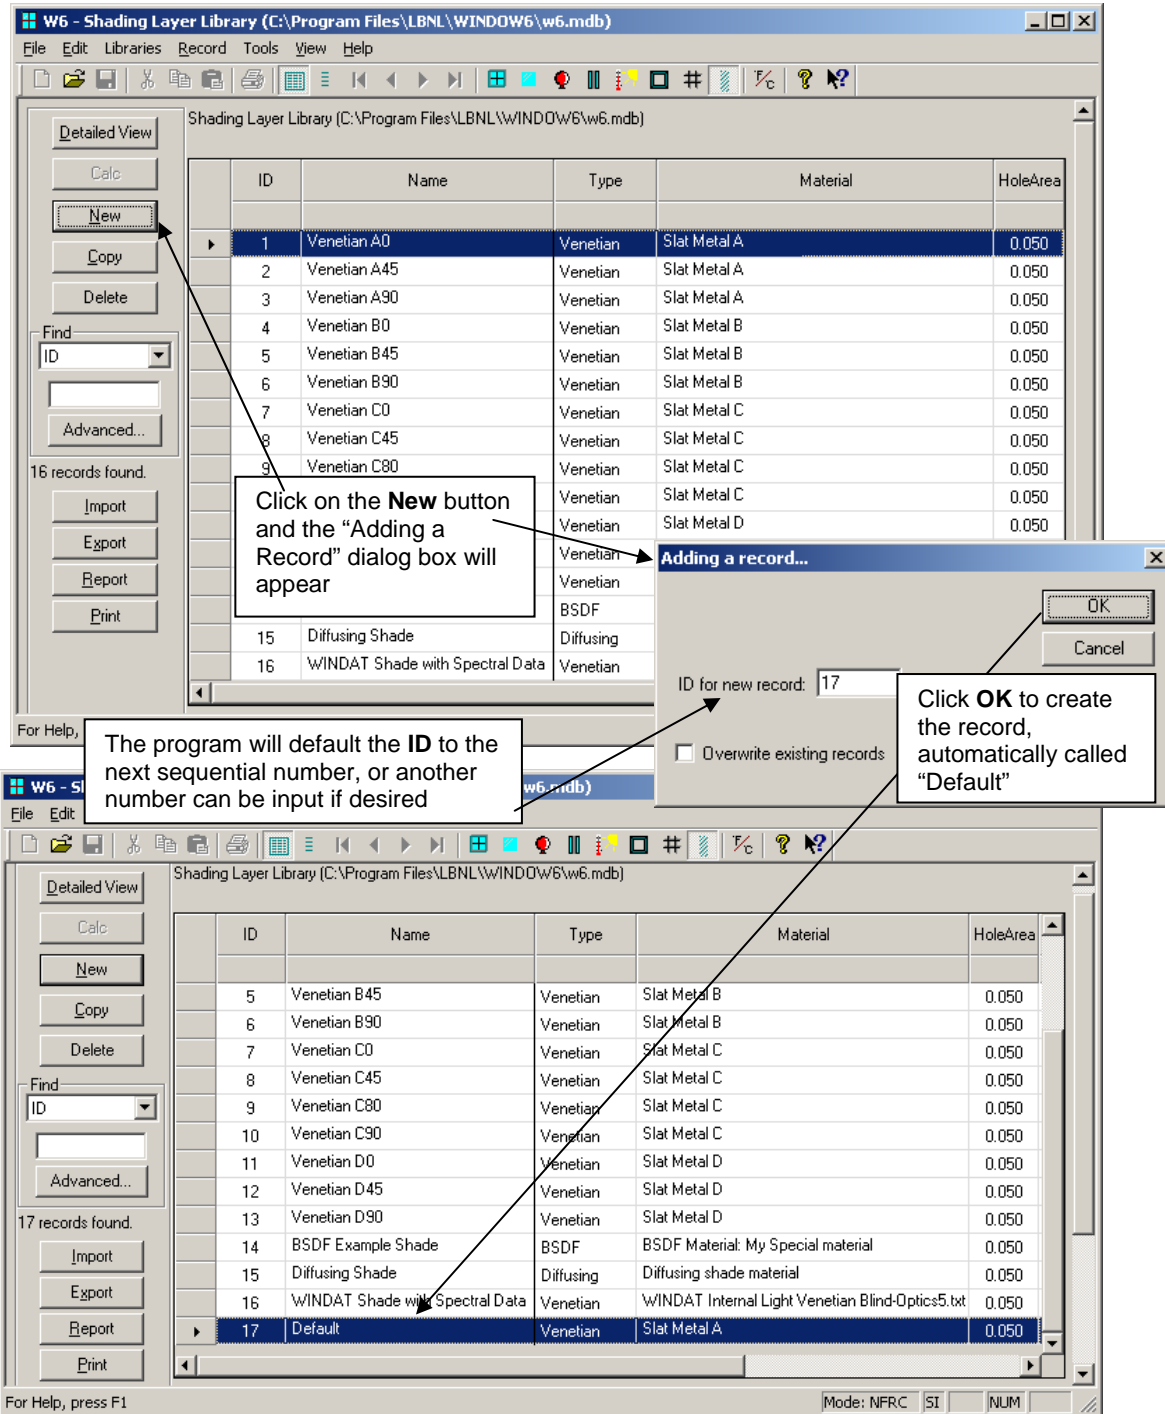 W6 - Shading Layer Library (C:\Program Files\LBNL\WINDOW6\w6.mdb)
File Edit Libraries Record Tools View Help
Shading Layer Library (C:\Program Files\LBNL\WINDOW6\w6.mdb)
Detailed View
Calc
New
Copy
Delete
Find
ID
Advanced...
16 records found.
Import
Export
Report
Print
ID Name Type Material HoleArea
1 Venetian A0 Venetian Slat Metal A 0.050
2 Venetian A45 Venetian Slat Metal A 0.050
3 Venetian A90 Venetian Slat Metal A 0.050
4 Venetian B0 Venetian Slat Metal B 0.050
5 Venetian B45 Venetian Slat Metal B 0.050
6 Venetian B90 Venetian Slat Metal B 0.050
7 Venetian C0 Venetian Slat Metal C 0.050
8 Venetian C45 Venetian Slat Metal C 0.050
9 Venetian C80 Venetian Slat Metal C 0.050
Venetian Slat Metal C 0.050
Venetian Slat Metal D 0.050
Venetian
Venetian
BSDF
15 Diffusing Shade Diffusing
16 WINDAT Shade with Spectral Data Venetian
For Help,
Click on the New button
and the “Adding a
Record” dialog box will
appear
Adding a record...
OK
Cancel
ID for new record: 17
Overwrite existing records
Click OK to create
the record,
automatically called
“Default”
The program will default the ID to the
next sequential number, or another
number can be input if desired
W6 - Sh w6.mdb)
File Edit
Shading Layer Library (C:\Program Files\LBNL\WINDOW6\w6.mdb)
Detailed View
Calc
New
Copy
Delete
Find
ID
Advanced...
17 records found.
Import
Export
Report
Print
ID Name Type Material HoleArea
5 Venetian B45 Venetian Slat Metal B 0.050
6 Venetian B90 Venetian Slat Metal B 0.050
7 Venetian C0 Venetian Slat Metal C 0.050
8 Venetian C45 Venetian Slat Metal C 0.050
9 Venetian C80 Venetian Slat Metal C 0.050
10 Venetian C90 Venetian Slat Metal C 0.050
11 Venetian D0 Venetian Slat Metal D 0.050
12 Venetian D45 Venetian Slat Metal D 0.050
13 Venetian D90 Venetian Slat Metal D 0.050
14 BSDF Example Shade BSDF BSDF Material: My Special material 0.050
15 Diffusing Shade Diffusing Diffusing shade material 0.050
16 WINDAT Shade with Spectral Data Venetian WINDAT Internal Light Venetian Blind-Optics5.txt 0.050
17 Default Venetian Slat Metal A 0.050
For Help, press F1
Mode: NFRC SI NUM